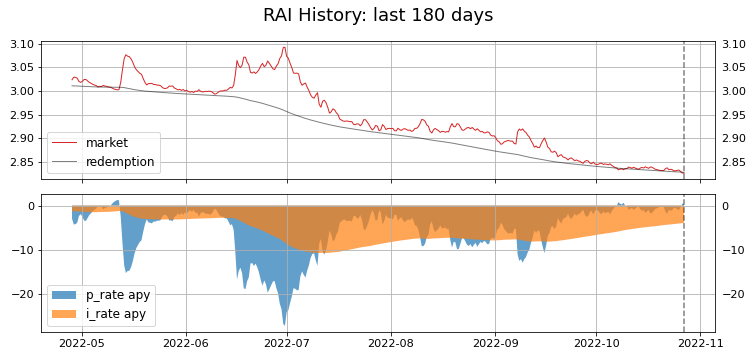 RAI History: last 180 days
3.10 3.10
3.05 3.05
3.00 3.00
2.95 2.95
2.90 2.90
2.85 2.85
market
redemption
0 0
−10 −10
−20 −20
p_rate apy
i_rate apy
2022-05 2022-06 2022-07 2022-08 2022-09 2022-10 2022-11